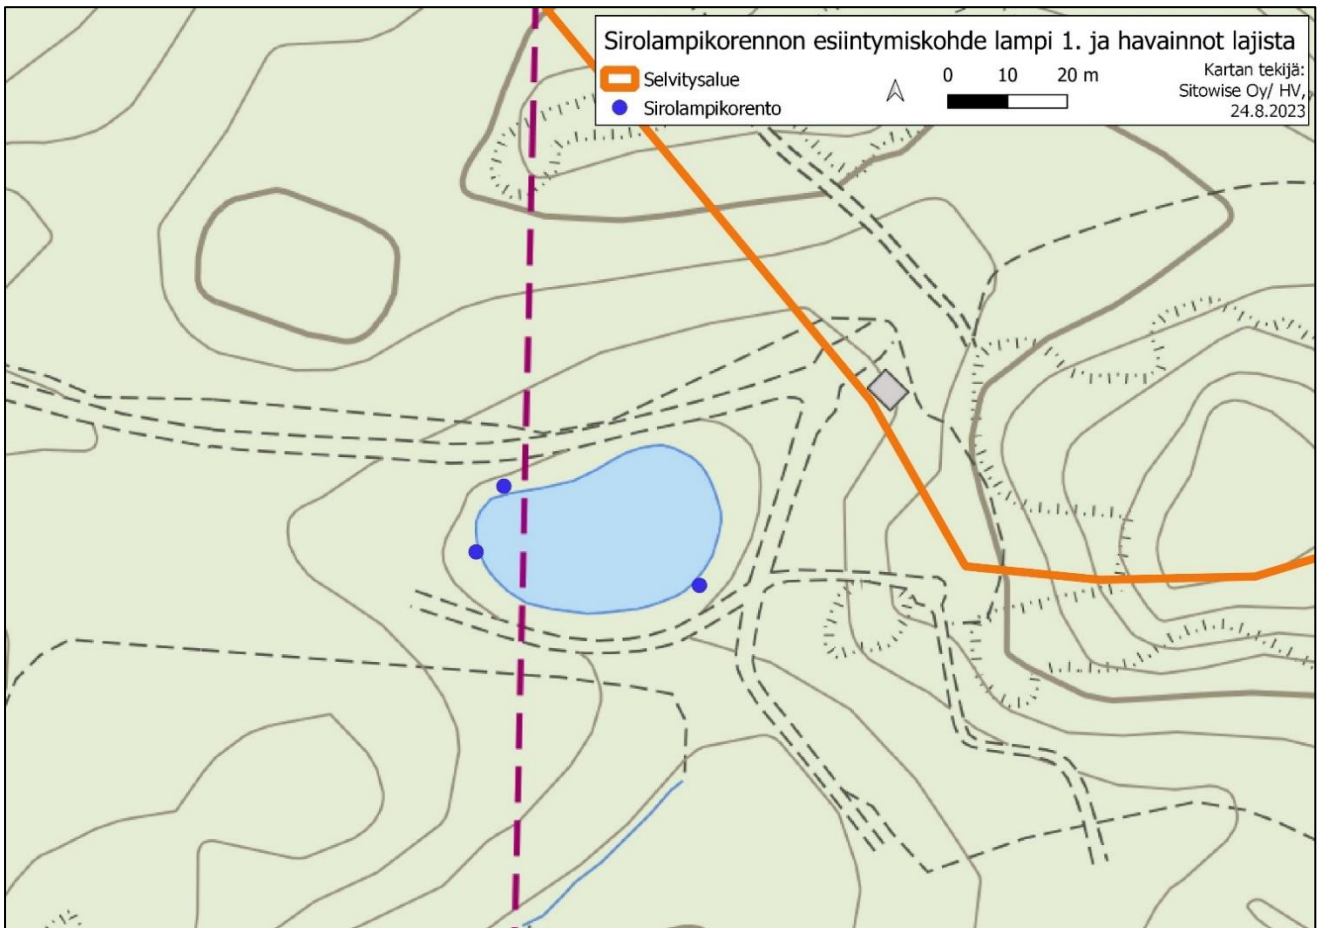 Sirolampikorennon esiintymiskohde lampi 1. ja havainnot lajista
Selvitysalue
Sirolampikorento
0 10 20 m
Kartan tekijä:
Sitowise Oy/ HV,
24.8.2023